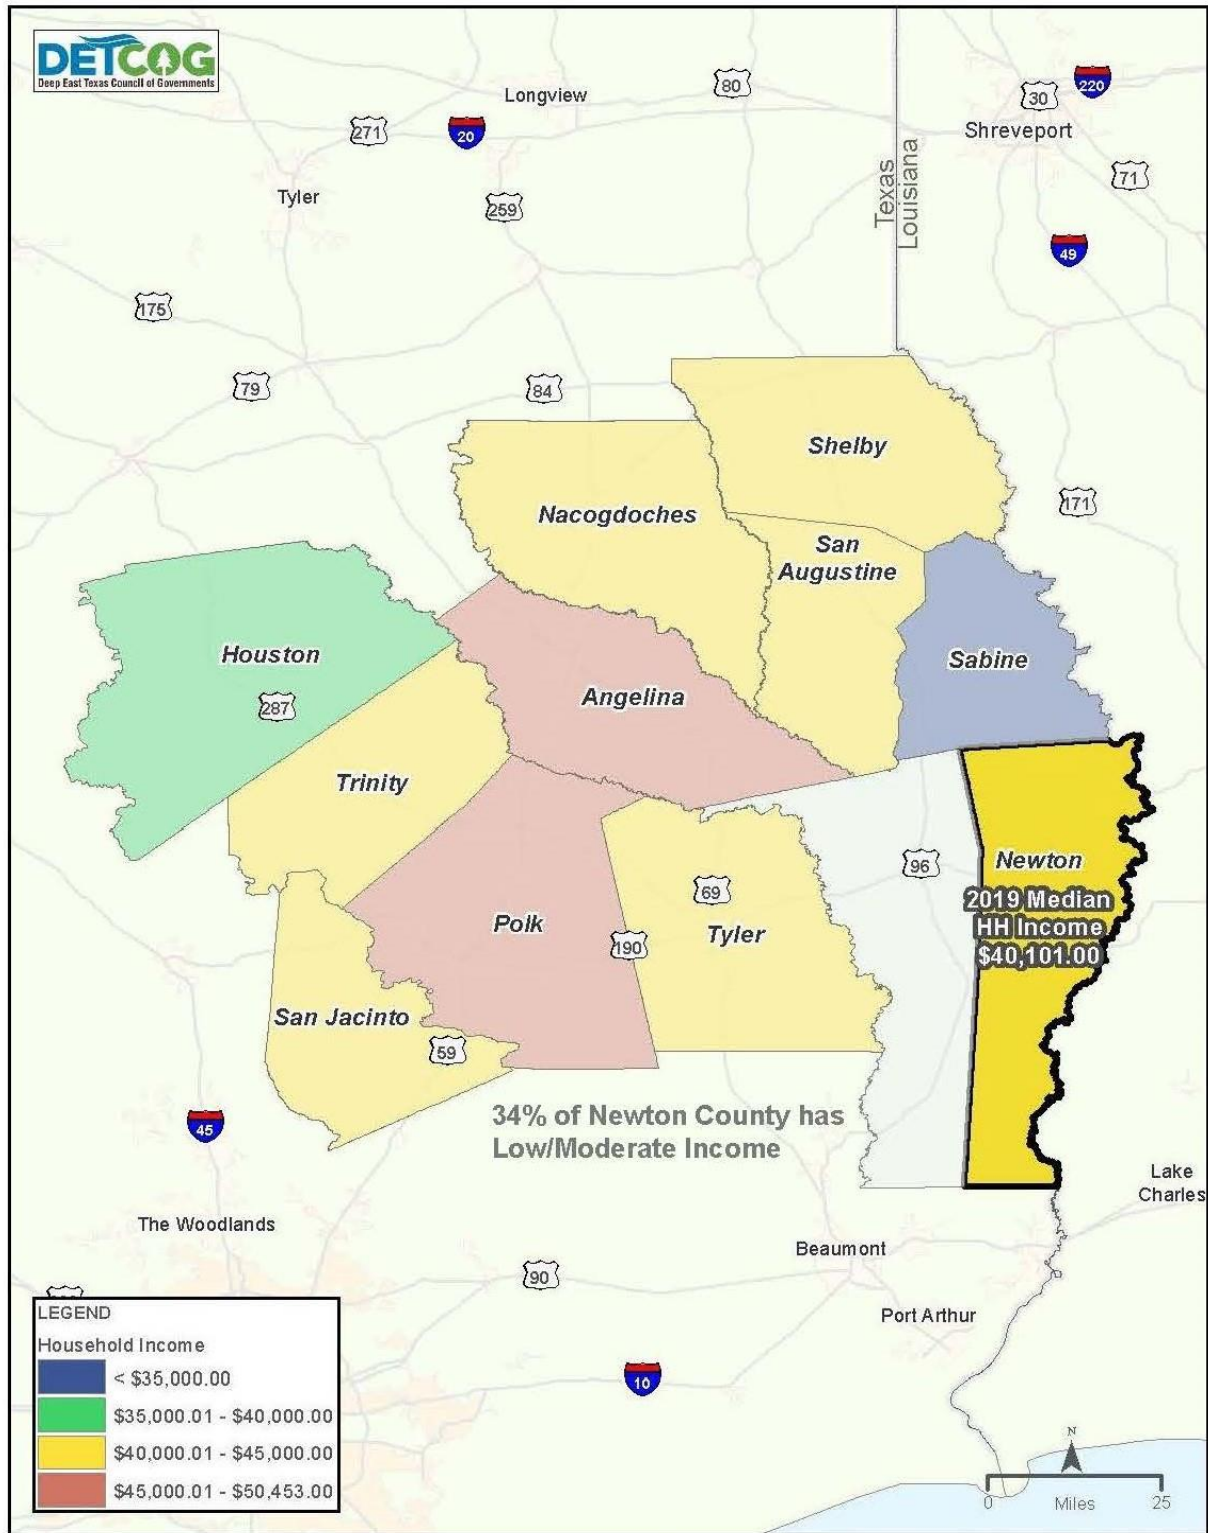 DETCOG
Deep East Texas Council of Governments
Longview
80
30
220
271
20
Shreveport
Tyler
259
Texas
Louisiana
71
49
175
79
84
Shelby
171
Nacogdoches
San
Augustine
Houston
Sabine
287
Angelina
Trinity
96
Newton
69
2019 Median
HH Income
$40,101.00
Polk
190
Tyler
San Jacinto
59
34% of Newton County has
Low/Moderate Income
45
Lake
Charles
The Woodlands
Beaumont
90
Port Arthur
10
LEGEND
Household Income
< $35,000.00
$35,000.01 - $40,000.00
$40,000.01 - $45,000.00
$45,000.01 - $50,453.00
N
0 Miles 25